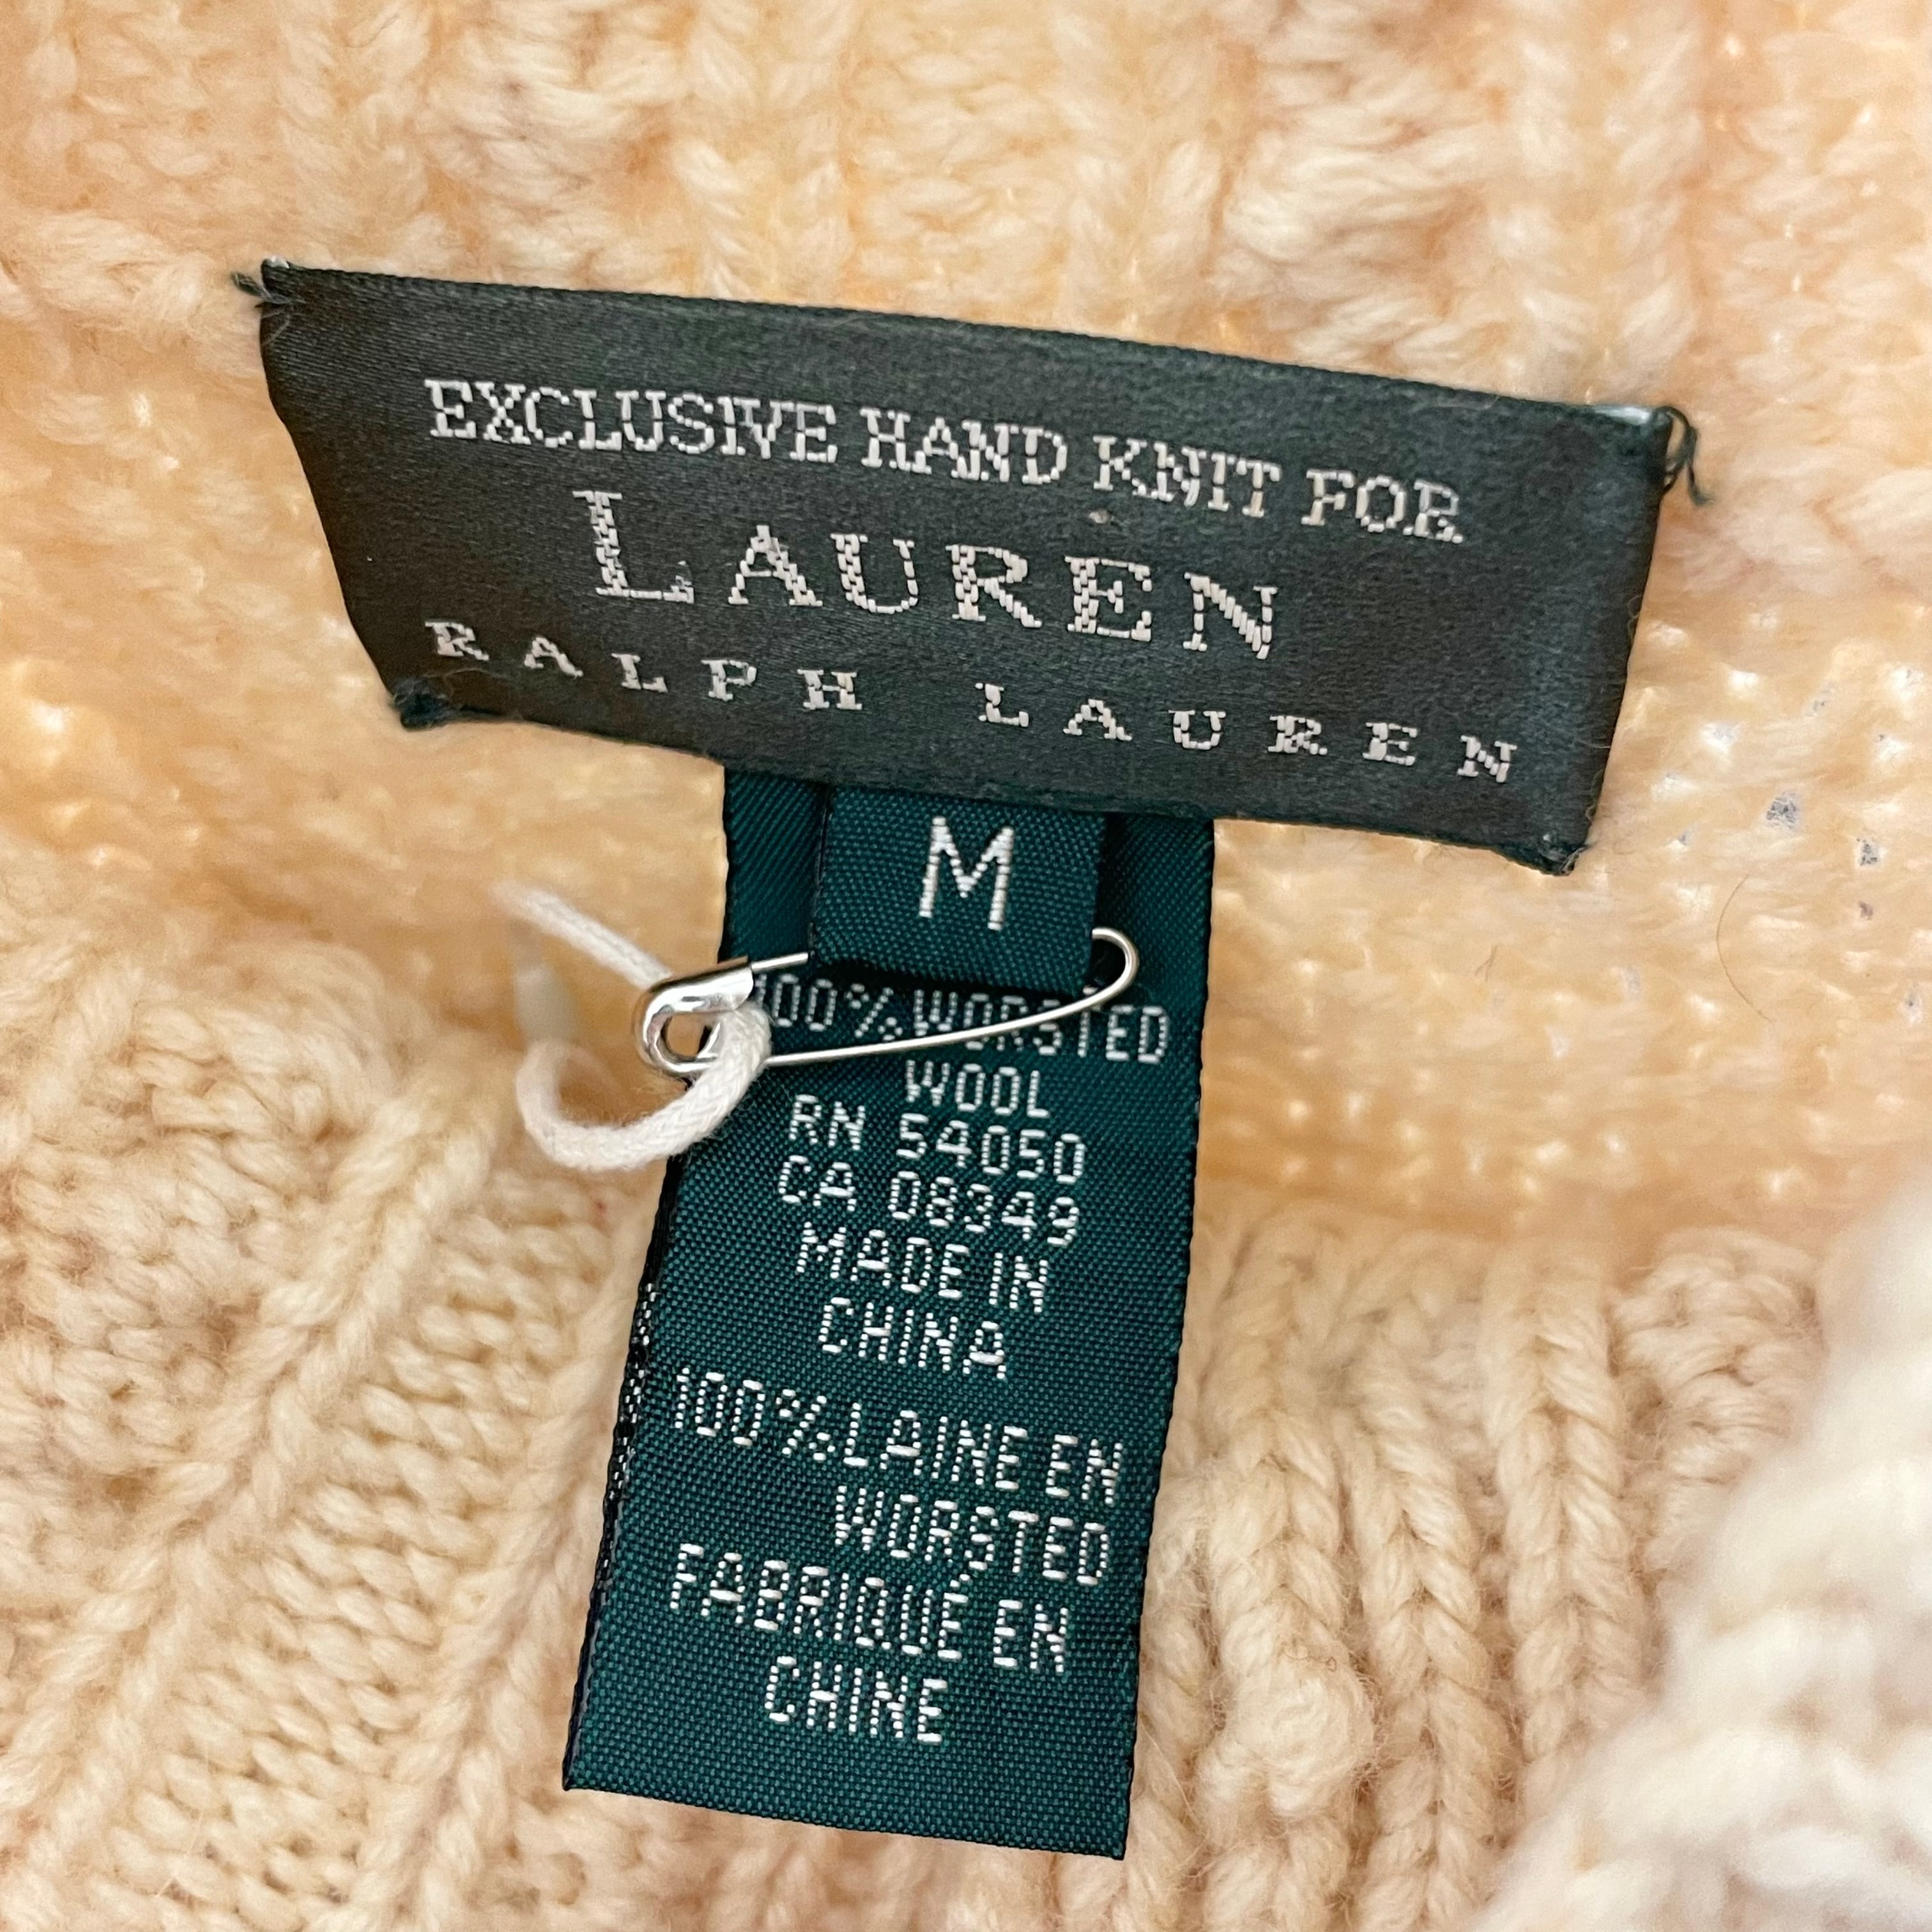 EXCLUSIVE HAND KNIT FOR
LAUREN
RALPH LAUREN
M
100% WORSTED
WOOL
RN 54050
CA 08349
MADE IN
CHINA
100% LAINE EN
WORSTED
FABRIQUÉ EN
CHINE